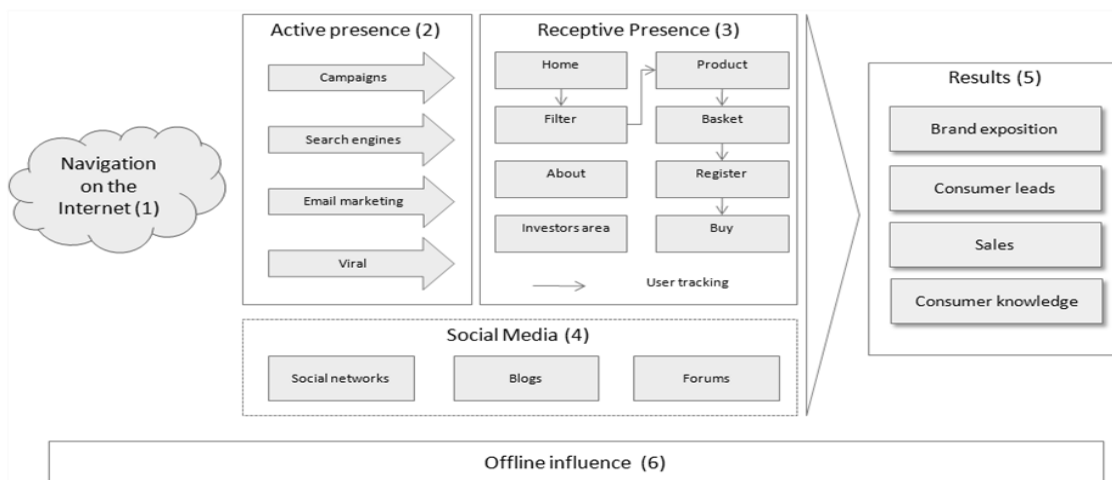 Navigation
on the
Internet (1)
Active presence (2)
Campaigns
Search engines
Email marketing
Viral
Receptive Presence (3)
Home
Filter
About
Investors area
Product
Basket
Register
Buy
User tracking
Social Media (4)
Social networks
Blogs
Forums
Results (5)
Brand exposition
Consumer leads
Sales
Consumer knowledge
Offline influence (6)